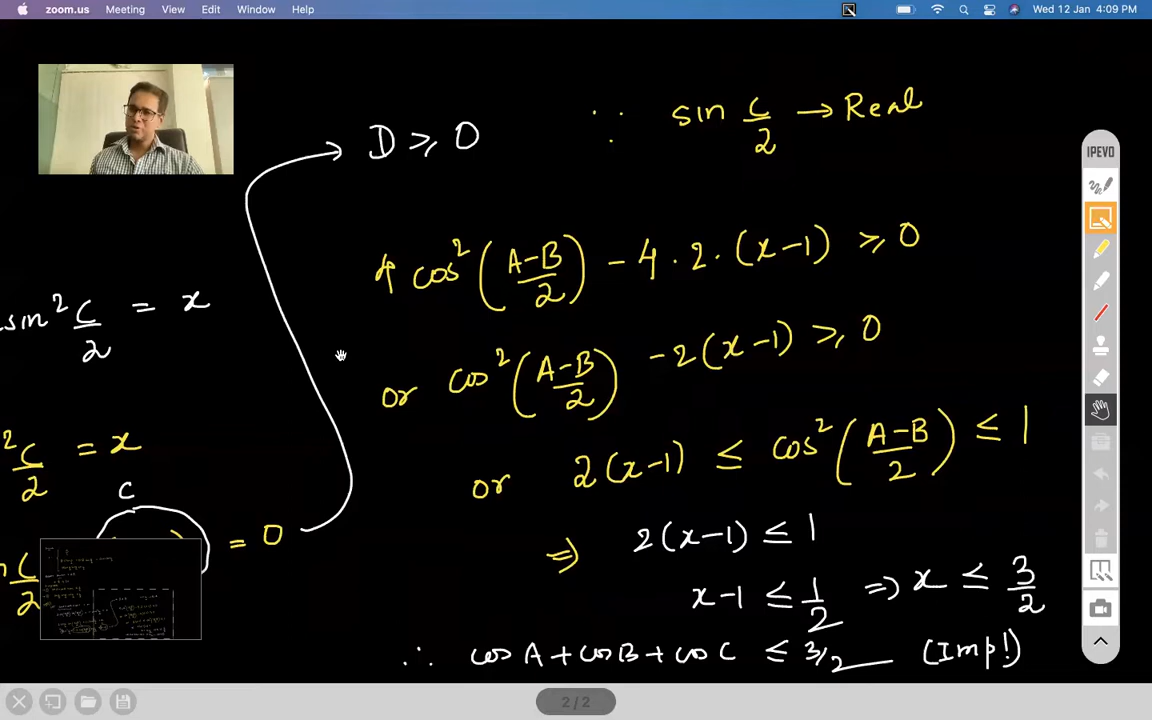 zoom.us Meeting View Edit Window Help Wed 12 Jan 4:09 PM
D ⩾ 0 ∵ sin C/2 → Real
IPEVO
4 cos²((A−B)/2) − 4 · 2 · (x−1) ⩾ 0
sin² C/2 = x
or cos²((A−B)/2) − 2(x−1) ⩾ 0
² C/2 = x
or 2(x−1) ≤ cos²((A−B)/2) ≤ 1
C
C/2 = 0
⇒ 2(x−1) ≤ 1
x−1 ≤ 1/2 ⇒ x ≤ 3/2
∴ cos A + cos B + cos C ≤ 3/2 (Imp!)
2 / 2